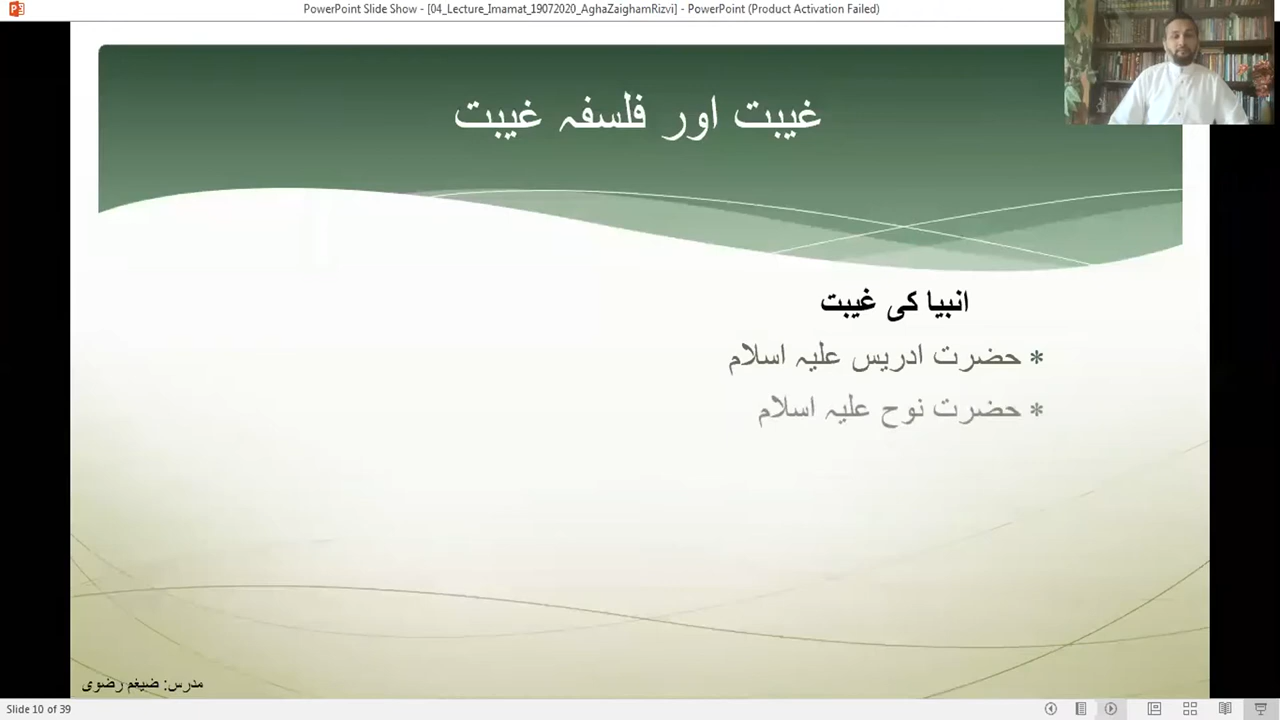 PowerPoint Slide Show - [04_Lecture_Imamat_19072020_AghaZaighamRizvi] - PowerPoint (Product Activation Failed)
غیبت اور فلسفہ غیبت
انبیا کی غیبت
* حضرت ادریس علیہ اسلام
* حضرت نوح علیہ اسلام
مدرس: ضیغم رضوی
Slide 10 of 39